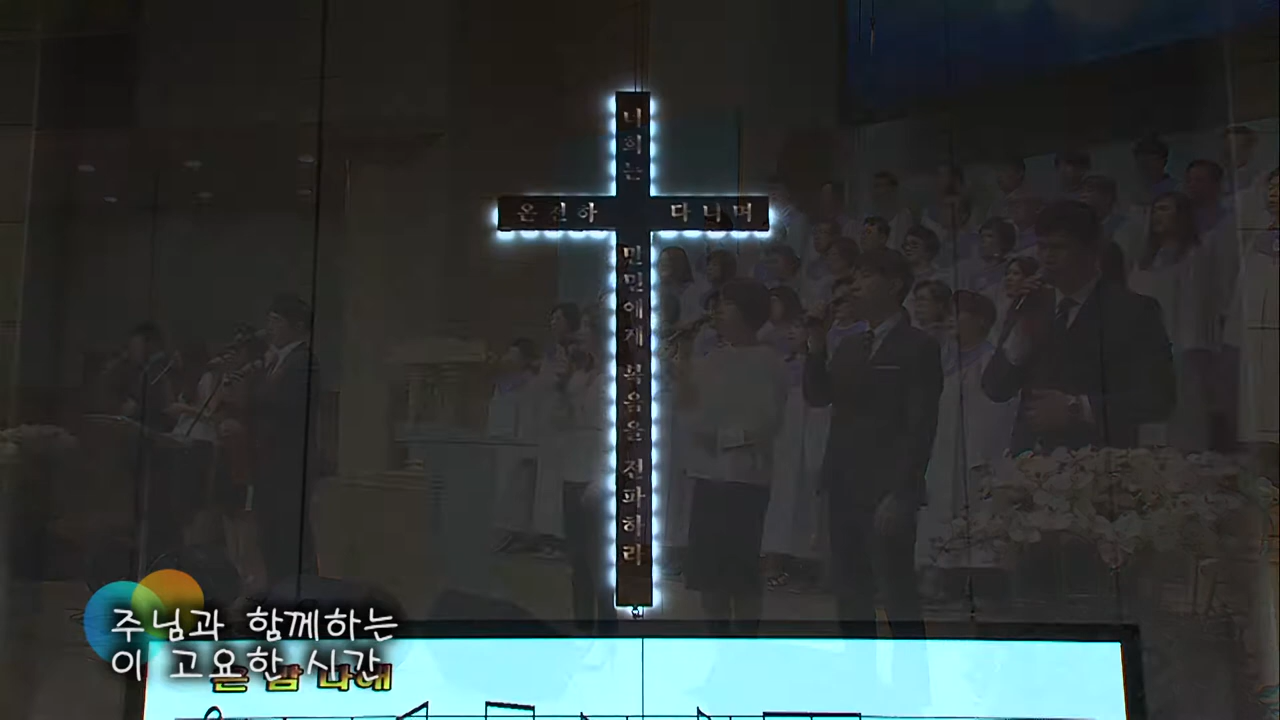 너희는
온천하
다니며
만민에게 복음을 전파하라
주님과 함께하는
이 고요한 시간